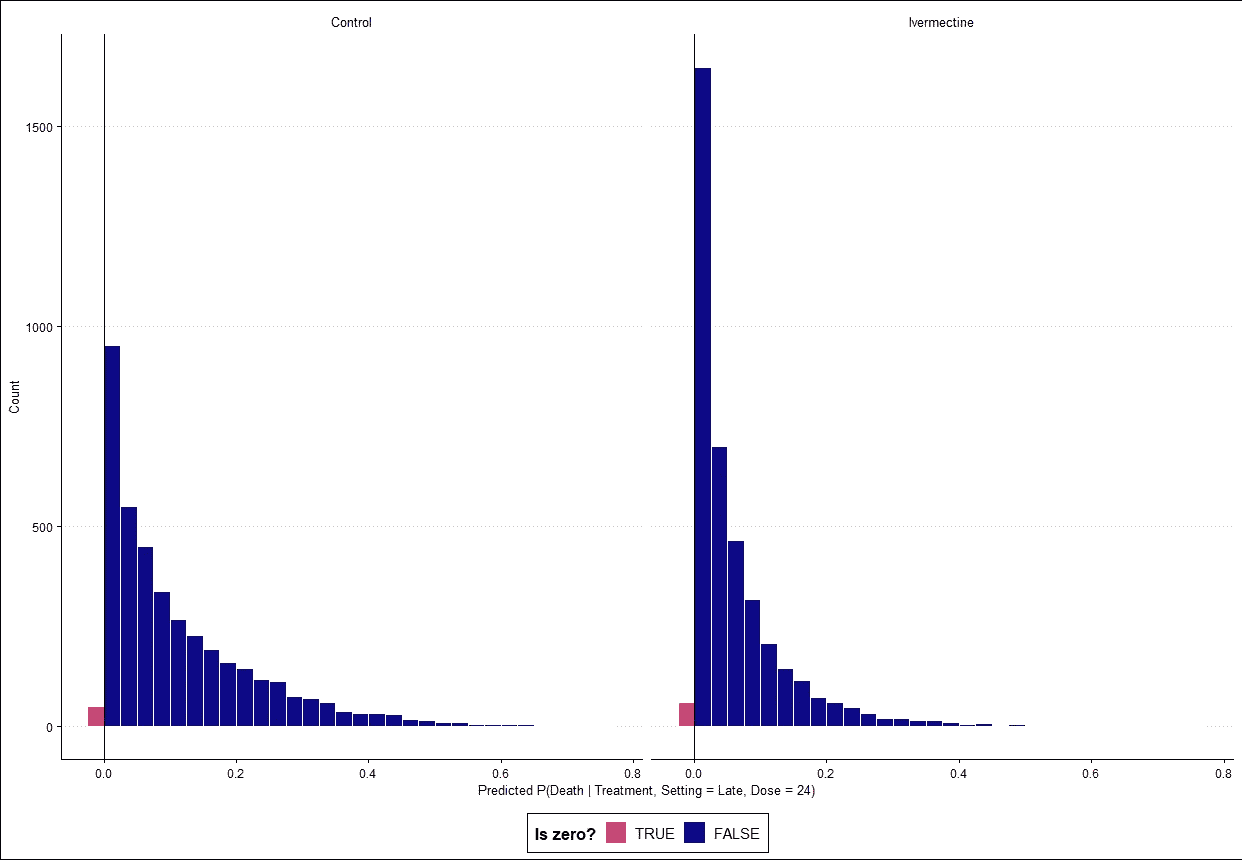 Control
Ivermectine
1500
1000
500
0
Count
0.0 0.2 0.4 0.6 0.8
0.0 0.2 0.4 0.6 0.8
Predicted P(Death | Treatment, Setting = Late, Dose = 24)
Is zero? TRUE FALSE